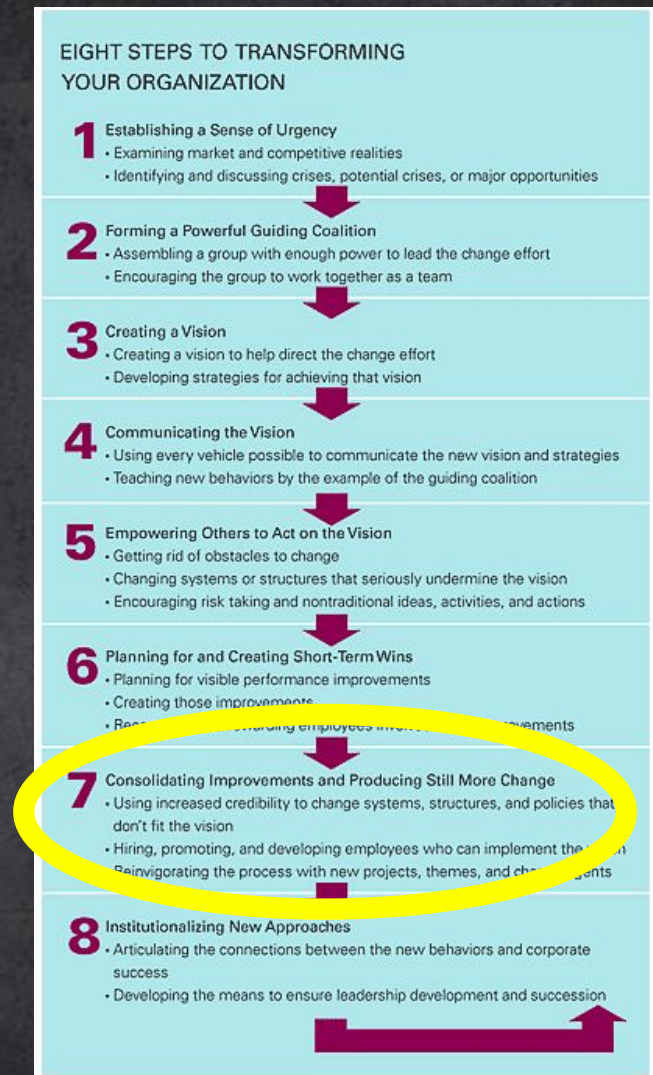 EIGHT STEPS TO TRANSFORMING
YOUR ORGANIZATION
1 Establishing a Sense of Urgency
• Examining market and competitive realities
• Identifying and discussing crises, potential crises, or major opportunities
2 Forming a Powerful Guiding Coalition
• Assembling a group with enough power to lead the change effort
• Encouraging the group to work together as a team
3 Creating a Vision
• Creating a vision to help direct the change effort
• Developing strategies for achieving that vision
4 Communicating the Vision
• Using every vehicle possible to communicate the new vision and strategies
• Teaching new behaviors by the example of the guiding coalition
5 Empowering Others to Act on the Vision
• Getting rid of obstacles to change
• Changing systems or structures that seriously undermine the vision
• Encouraging risk taking and nontraditional ideas, activities, and actions
6 Planning for and Creating Short-Term Wins
• Planning for visible performance improvements
• Creating those improvements
• rewarding employees
7 Consolidating Improvements and Producing Still More Change
• Using increased credibility to change systems, structures, and policies that
don't fit the vision
• Hiring, promoting, and developing employees who can implement the
• Reinvigorating the process with new projects, themes, and
8 Institutionalizing New Approaches
• Articulating the connections between the new behaviors and corporate
success
• Developing the means to ensure leadership development and succession